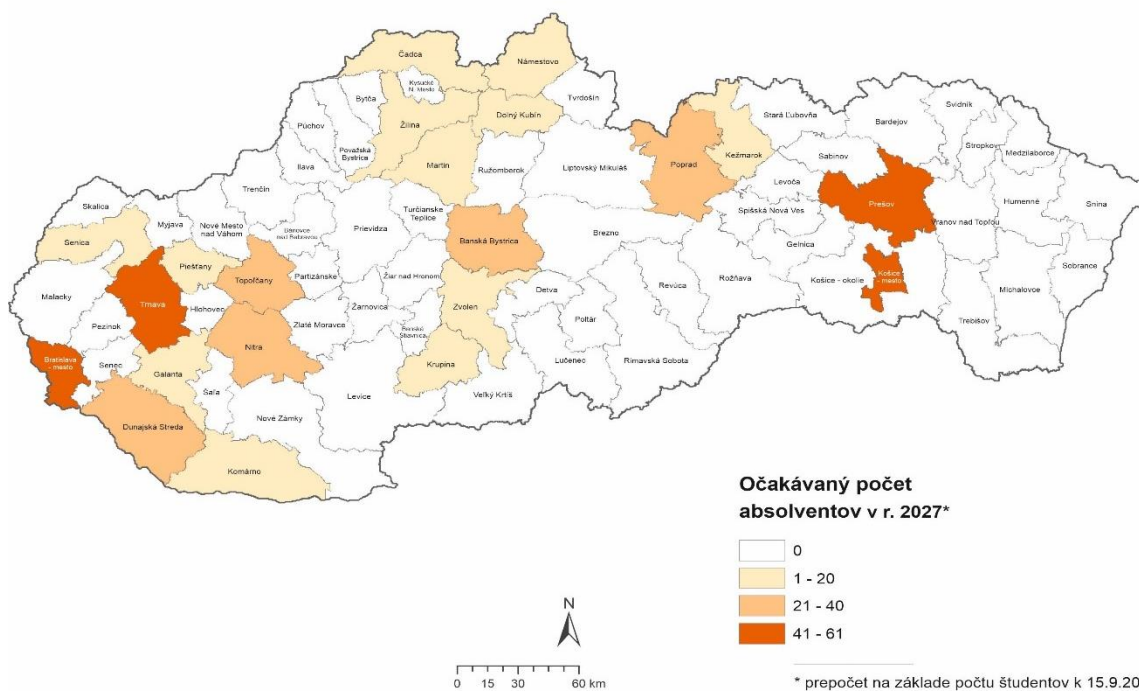 Čadca
Námestovo
Kysucké
N. Mesto
Tvrdošín
Bytča
Dolný Kubín
Žilina
Púchov
Považská
Bystrica
Martin
Ilava
Ružomberok
Liptovský Mikuláš
Poprad
Kežmarok
Stará Ľubovňa
Bardejov
Svidník
Stropkov
Medzilaborce
Sabinov
Levoča
Prešov
Humenné
Snina
Vranov nad Topľou
Spišská Nová Ves
Gelnica
Košice - okolie
Košice
- mesto
Sobrance
Michalovce
Trebišov
Rožňava
Trenčín
Turčianske
Teplice
Skalica
Myjava
Nové Mesto
nad Váhom
Prievidza
Banská Bystrica
Brezno
Senica
Piešťany
Topoľčany
Partizánske
Žiar nad Hronom
Zvolen
Detva
Revúca
Malacky
Trnava
Hlohovec
Zlaté Moravce
Žarnovica
Poltár
Pezinok
Nitra
Krupina
Lučenec
Rimavská Sobota
Bratislava
- mesto
Senec
Galanta
Šaľa
Levice
Veľký Krtíš
Dunajská Streda
Nové Zámky
Komárno
Očakávaný počet
absolventov v r. 2027*
0
1 - 20
21 - 40
41 - 61
N
0 15 30 60 km
* prepočet na základe počtu študentov k 15.9.20